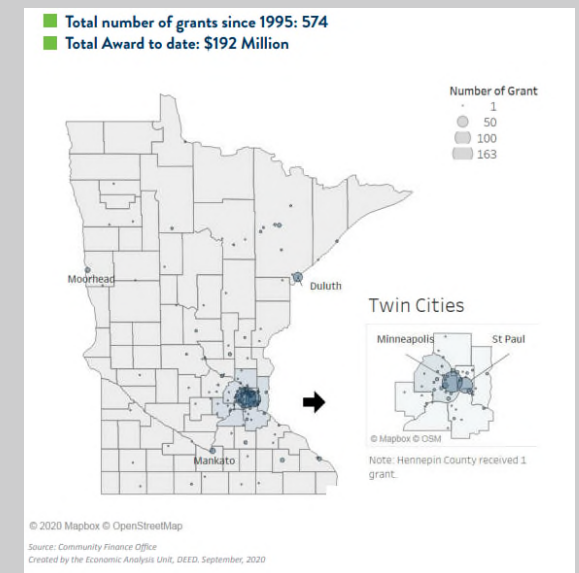 Total number of grants since 1995: 574
Total Award to date: $192 Million
Number of Grant
1
50
100
163
Moorhead
Duluth
Twin Cities
Minneapolis
St Paul
© Mapbox © OSM
Note: Hennepin County received 1
grant.
Mankato
© 2020 Mapbox © OpenStreetMap
Source: Community Finance Office
Created by the Economic Analysis Unit, DEED. September, 2020